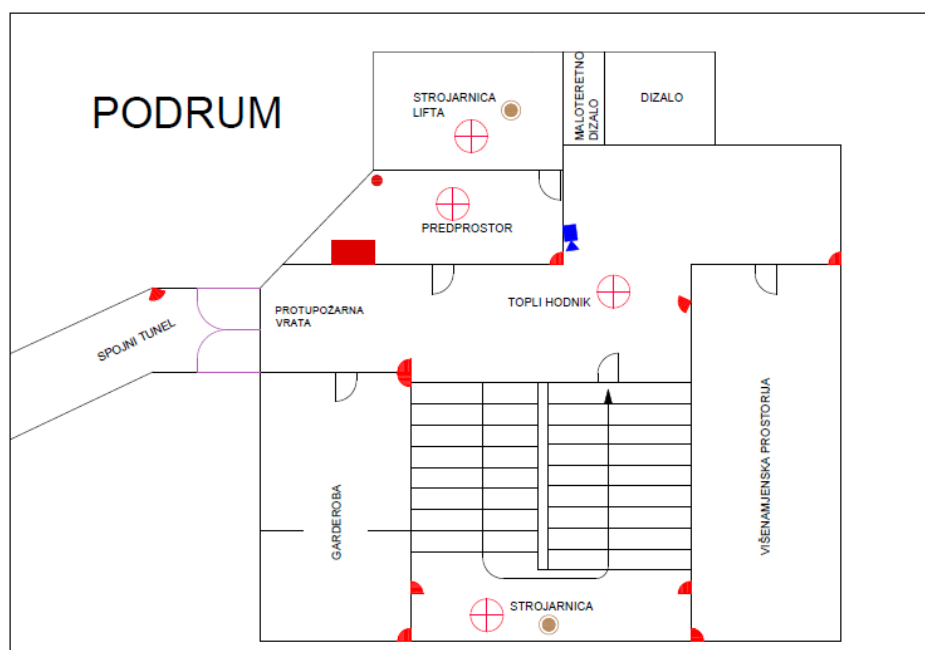 PODRUM
STROJARNICA
LIFTA
MALOTERETNO
DIZALO
DIZALO
PREDPROSTOR
TOPLI HODNIK
PROTUPOŽARNA
VRATA
SPOJNI TUNEL
GARDEROBA
VIŠENAMJENSKA PROSTORIJA
STROJARNICA